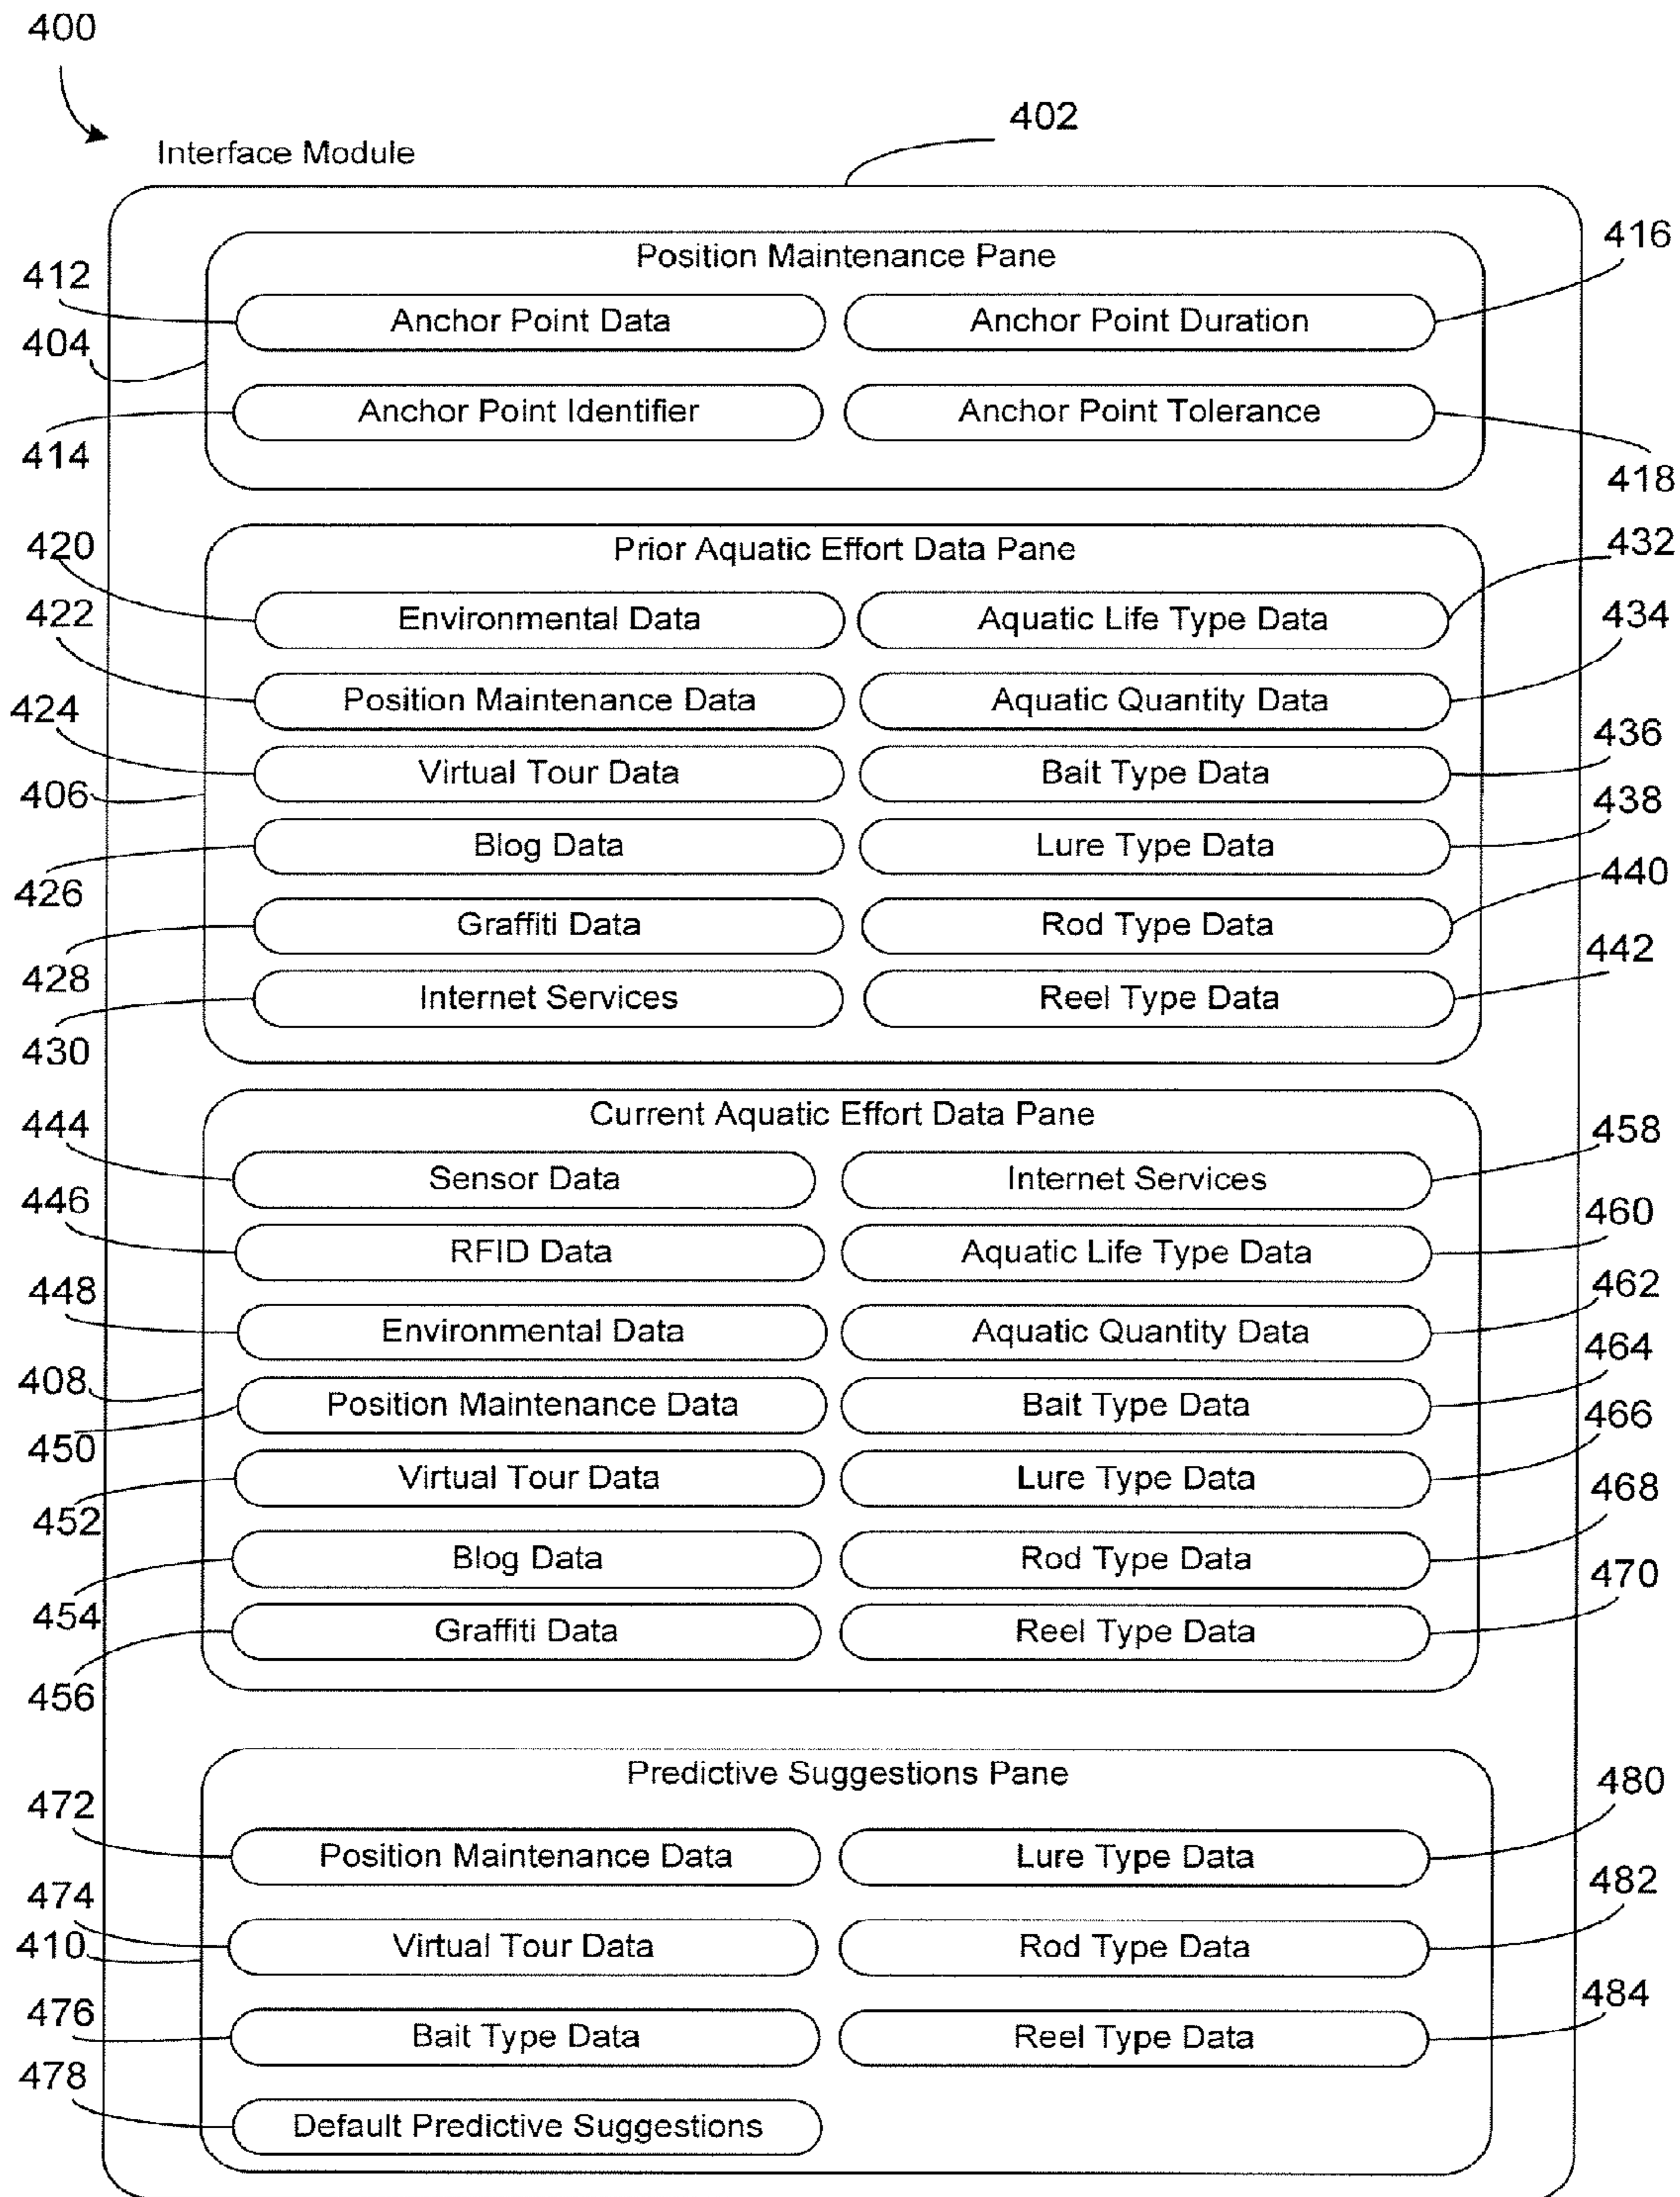 400
402
Interface Module
Position Maintenance Pane
416
412
Anchor Point Data
Anchor Point Duration
404
Anchor Point Identifier
Anchor Point Tolerance
414
418
420
Prior Aquatic Effort Data Pane
432
Environmental Data
Aquatic Life Type Data
422
434
Position Maintenance Data
Aquatic Quantity Data
424
436
Virtual Tour Data
Bait Type Data
406
438
Blog Data
Lure Type Data
426
440
Graffiti Data
Rod Type Data
428
442
Internet Services
Reel Type Data
430
Current Aquatic Effort Data Pane
444
458
Sensor Data
Internet Services
446
460
RFID Data
Aquatic Life Type Data
448
462
Environmental Data
Aquatic Quantity Data
464
408
Position Maintenance Data
Bait Type Data
450
466
Virtual Tour Data
Lure Type Data
452
468
Blog Data
Rod Type Data
454
470
Graffiti Data
Reel Type Data
456
Predictive Suggestions Pane
472
480
Position Maintenance Data
Lure Type Data
474
482
410
Virtual Tour Data
Rod Type Data
476
484
Bait Type Data
Reel Type Data
478
Default Predictive Suggestions